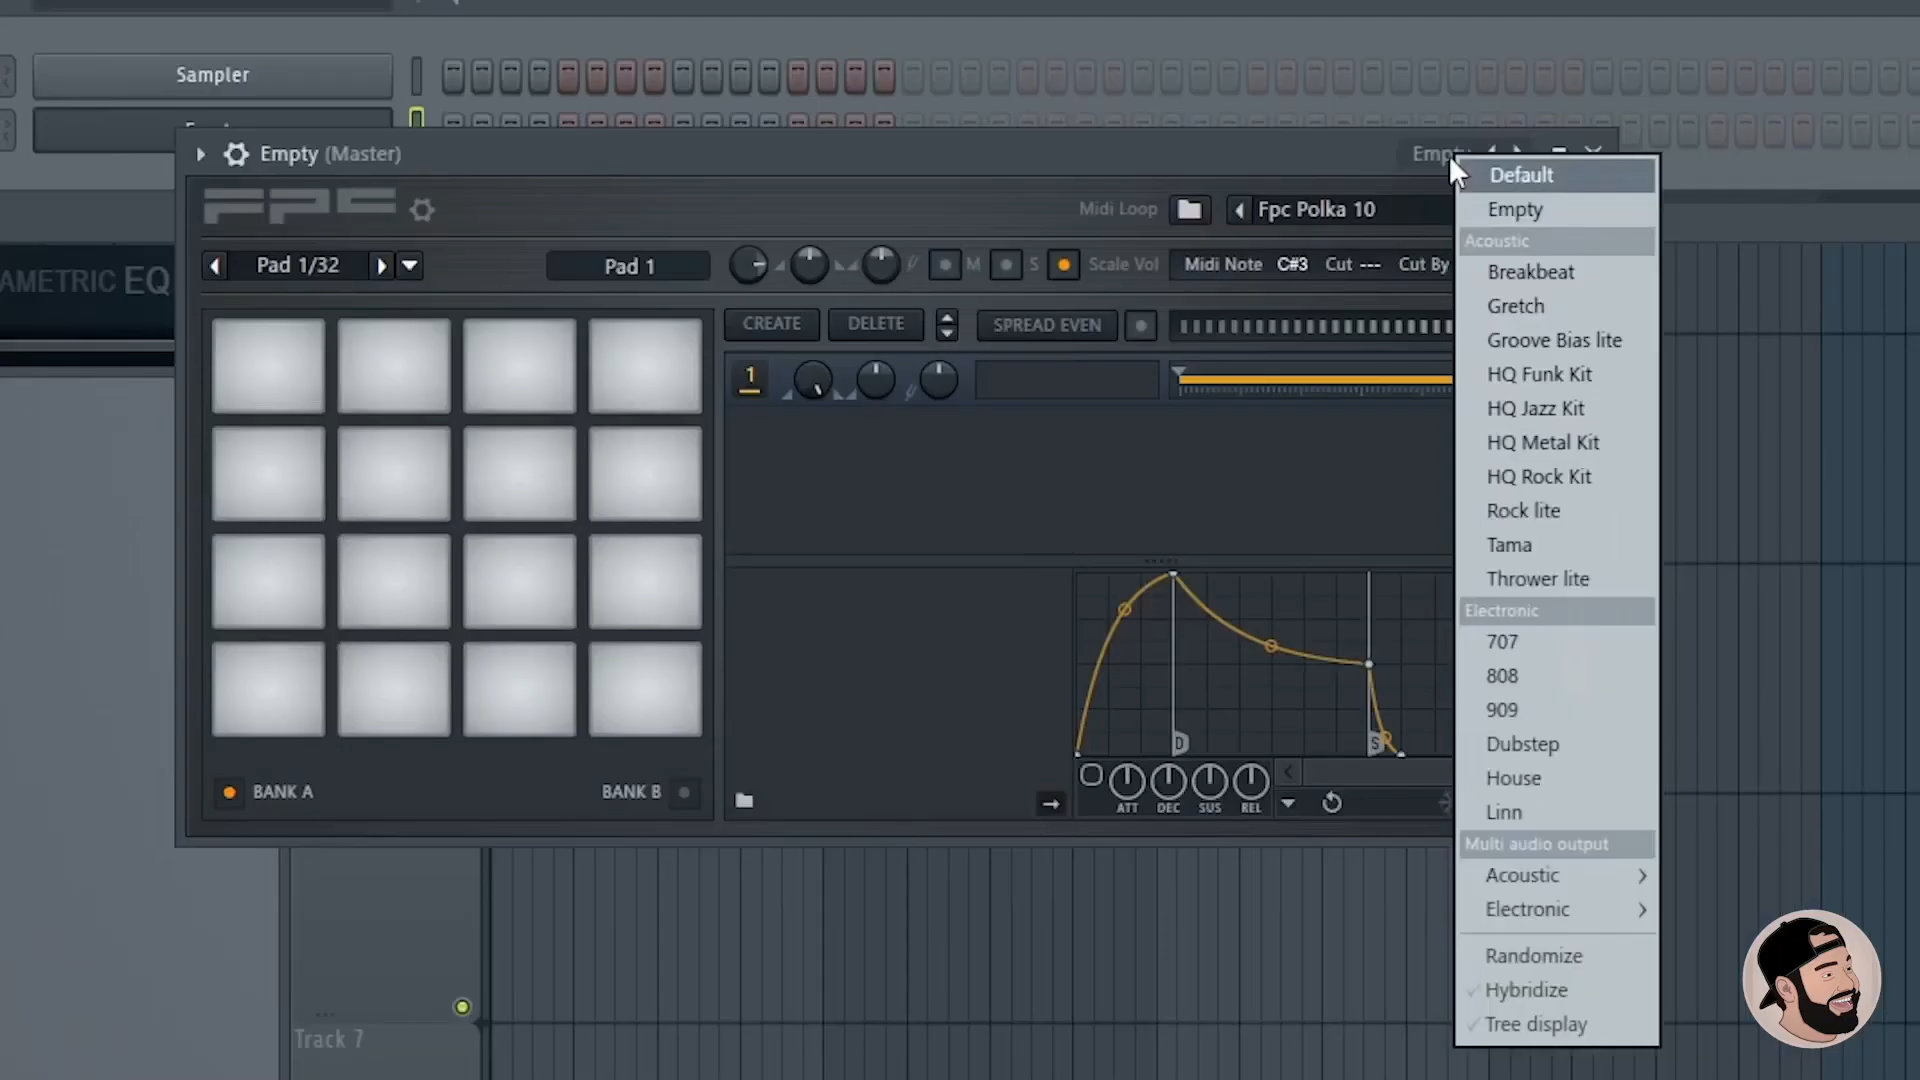 Sampler
Empty (Master)
Empty
FPC
Midi Loop
Fpc Polka 10
Pad 1/32
Pad 1
M
S
Scale Vol
Midi Note C#3 Cut --- Cut By
CREATE
DELETE
SPREAD EVEN
1
AMETRIC EQ
D
S
ATT
DEC
SUS
REL
BANK A
BANK B
Track 7
Default
Empty
Acoustic
Breakbeat
Gretch
Groove Bias lite
HQ Funk Kit
HQ Jazz Kit
HQ Metal Kit
HQ Rock Kit
Rock lite
Tama
Thrower lite
Electronic
707
808
909
Dubstep
House
Linn
Multi audio output
Acoustic
Electronic
Randomize
Hybridize
Tree display